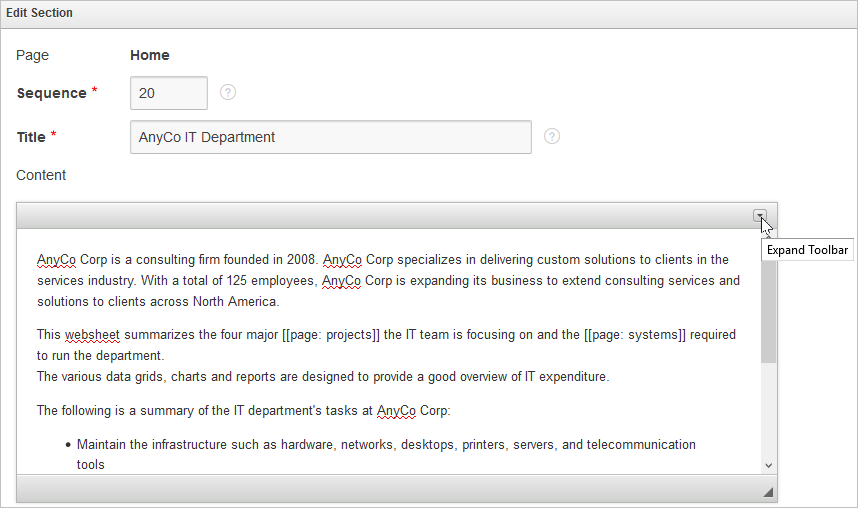 Edit Section
Page Home
Sequence * 20 ?
Title * AnyCo IT Department ?
Content
Expand Toolbar
AnyCo Corp is a consulting firm founded in 2008. AnyCo Corp specializes in delivering custom solutions to clients in the
services industry. With a total of 125 employees, AnyCo Corp is expanding its business to extend consulting services and
solutions to clients across North America.
This websheet summarizes the four major [[page: projects]] the IT team is focusing on and the [[page: systems]] required
to run the department.
The various data grids, charts and reports are designed to provide a good overview of IT expenditure.
The following is a summary of the IT department's tasks at AnyCo Corp:
• Maintain the infrastructure such as hardware, networks, desktops, printers, servers, and telecommunication
tools